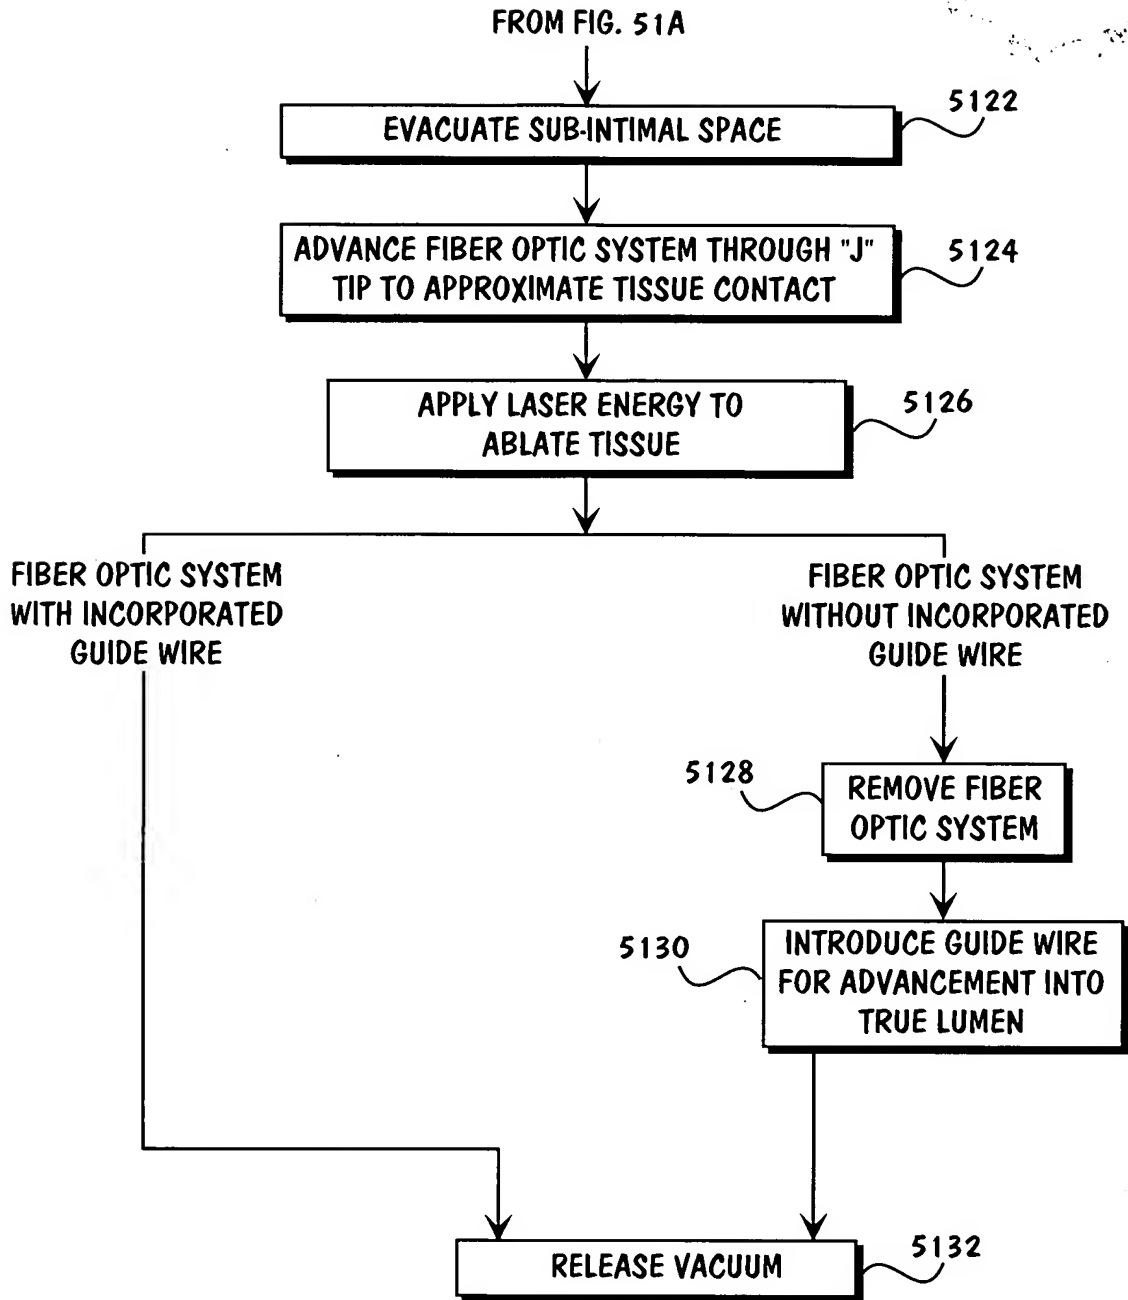 FROM FIG. 51A
EVACUATE SUB-INTIMAL SPACE
5122
ADVANCE FIBER OPTIC SYSTEM THROUGH "J"
TIP TO APPROXIMATE TISSUE CONTACT
5124
APPLY LASER ENERGY TO
ABLATE TISSUE
5126
FIBER OPTIC SYSTEM
WITH INCORPORATED
GUIDE WIRE
FIBER OPTIC SYSTEM
WITHOUT INCORPORATED
GUIDE WIRE
5128
REMOVE FIBER
OPTIC SYSTEM
5130
INTRODUCE GUIDE WIRE
FOR ADVANCEMENT INTO
TRUE LUMEN
RELEASE VACUUM
5132